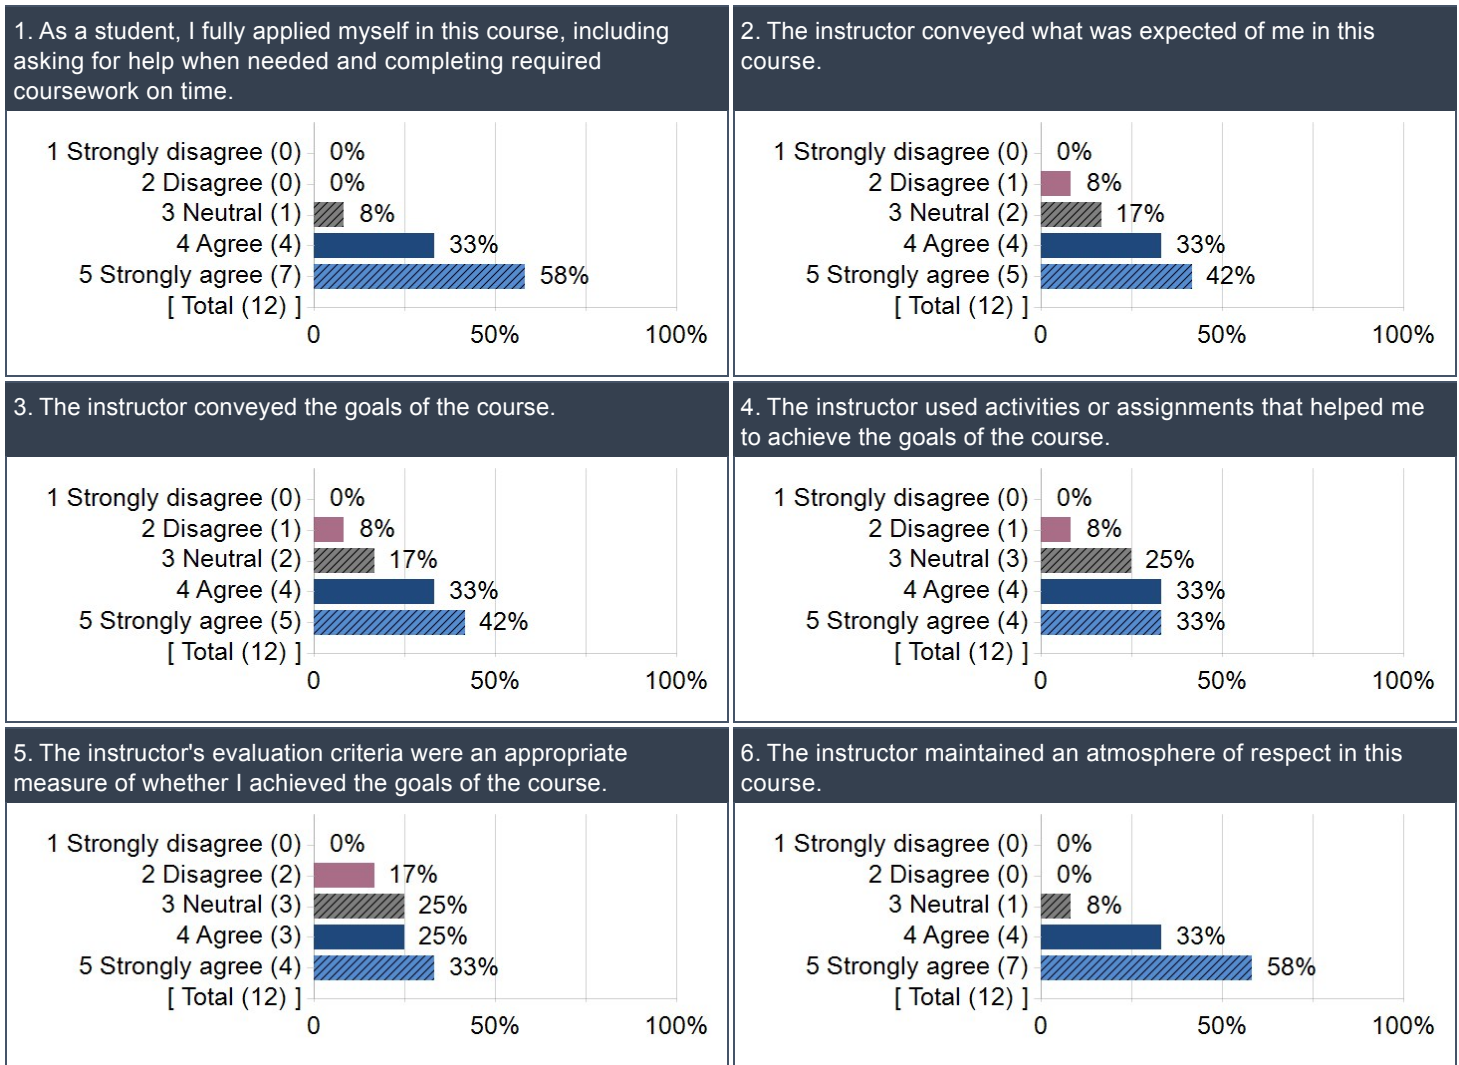 1. As a student, I fully applied myself in this course, including
asking for help when needed and completing required
coursework on time.
1 Strongly disagree (0) 0%
2 Disagree (0) 0%
3 Neutral (1) 8%
4 Agree (4) 33%
5 Strongly agree (7) 58%
[ Total (12) ]
0 50% 100%
2. The instructor conveyed what was expected of me in this
course.
1 Strongly disagree (0) 0%
2 Disagree (1) 8%
3 Neutral (2) 17%
4 Agree (4) 33%
5 Strongly agree (5) 42%
[ Total (12) ]
0 50% 100%
3. The instructor conveyed the goals of the course.
1 Strongly disagree (0) 0%
2 Disagree (1) 8%
3 Neutral (2) 17%
4 Agree (4) 33%
5 Strongly agree (5) 42%
[ Total (12) ]
0 50% 100%
4. The instructor used activities or assignments that helped me
to achieve the goals of the course.
1 Strongly disagree (0) 0%
2 Disagree (1) 8%
3 Neutral (3) 25%
4 Agree (4) 33%
5 Strongly agree (4) 33%
[ Total (12) ]
0 50% 100%
5. The instructor's evaluation criteria were an appropriate
measure of whether I achieved the goals of the course.
1 Strongly disagree (0) 0%
2 Disagree (2) 17%
3 Neutral (3) 25%
4 Agree (3) 25%
5 Strongly agree (4) 33%
[ Total (12) ]
0 50% 100%
6. The instructor maintained an atmosphere of respect in this
course.
1 Strongly disagree (0) 0%
2 Disagree (0) 0%
3 Neutral (1) 8%
4 Agree (4) 33%
5 Strongly agree (7) 58%
[ Total (12) ]
0 50% 100%